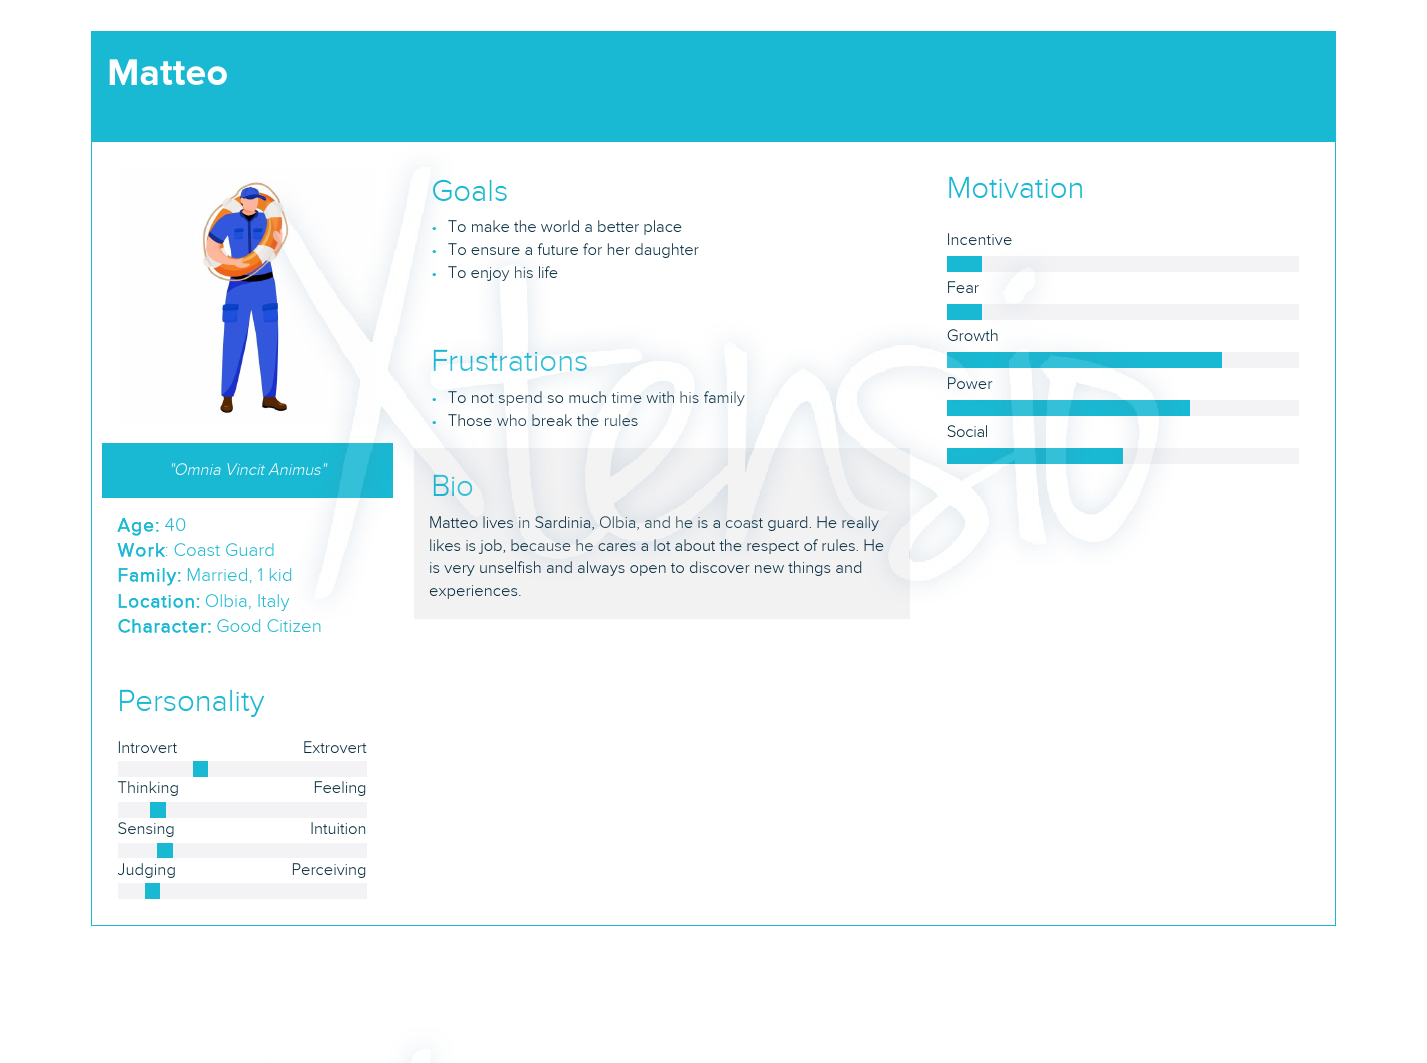 Matteo
"Omnia Vincit Animus"
Age: 40
Work: Coast Guard
Family: Married, 1 kid
Location: Olbia, Italy
Character: Good Citizen
Personality
Introvert Extrovert
Thinking Feeling
Sensing Intuition
Judging Perceiving
Goals
• To make the world a better place
• To ensure a future for her daughter
• To enjoy his life
Frustrations
• To not spend so much time with his family
• Those who break the rules
Bio
Matteo lives in Sardinia, Olbia, and he is a coast guard. He really
likes is job, because he cares a lot about the respect of rules. He
is very unselfish and always open to discover new things and
experiences.
Motivation
Incentive
Fear
Growth
Power
Social
Xtensio